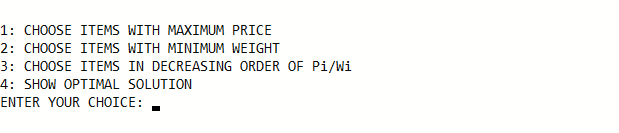 1: CHOOSE ITEMS WITH MAXIMUM PRICE
2: CHOOSE ITEMS WITH MINIMUM WEIGHT
3: CHOOSE ITEMS IN DECREASING ORDER OF Pi/Wi
4: SHOW OPTIMAL SOLUTION
ENTER YOUR CHOICE: